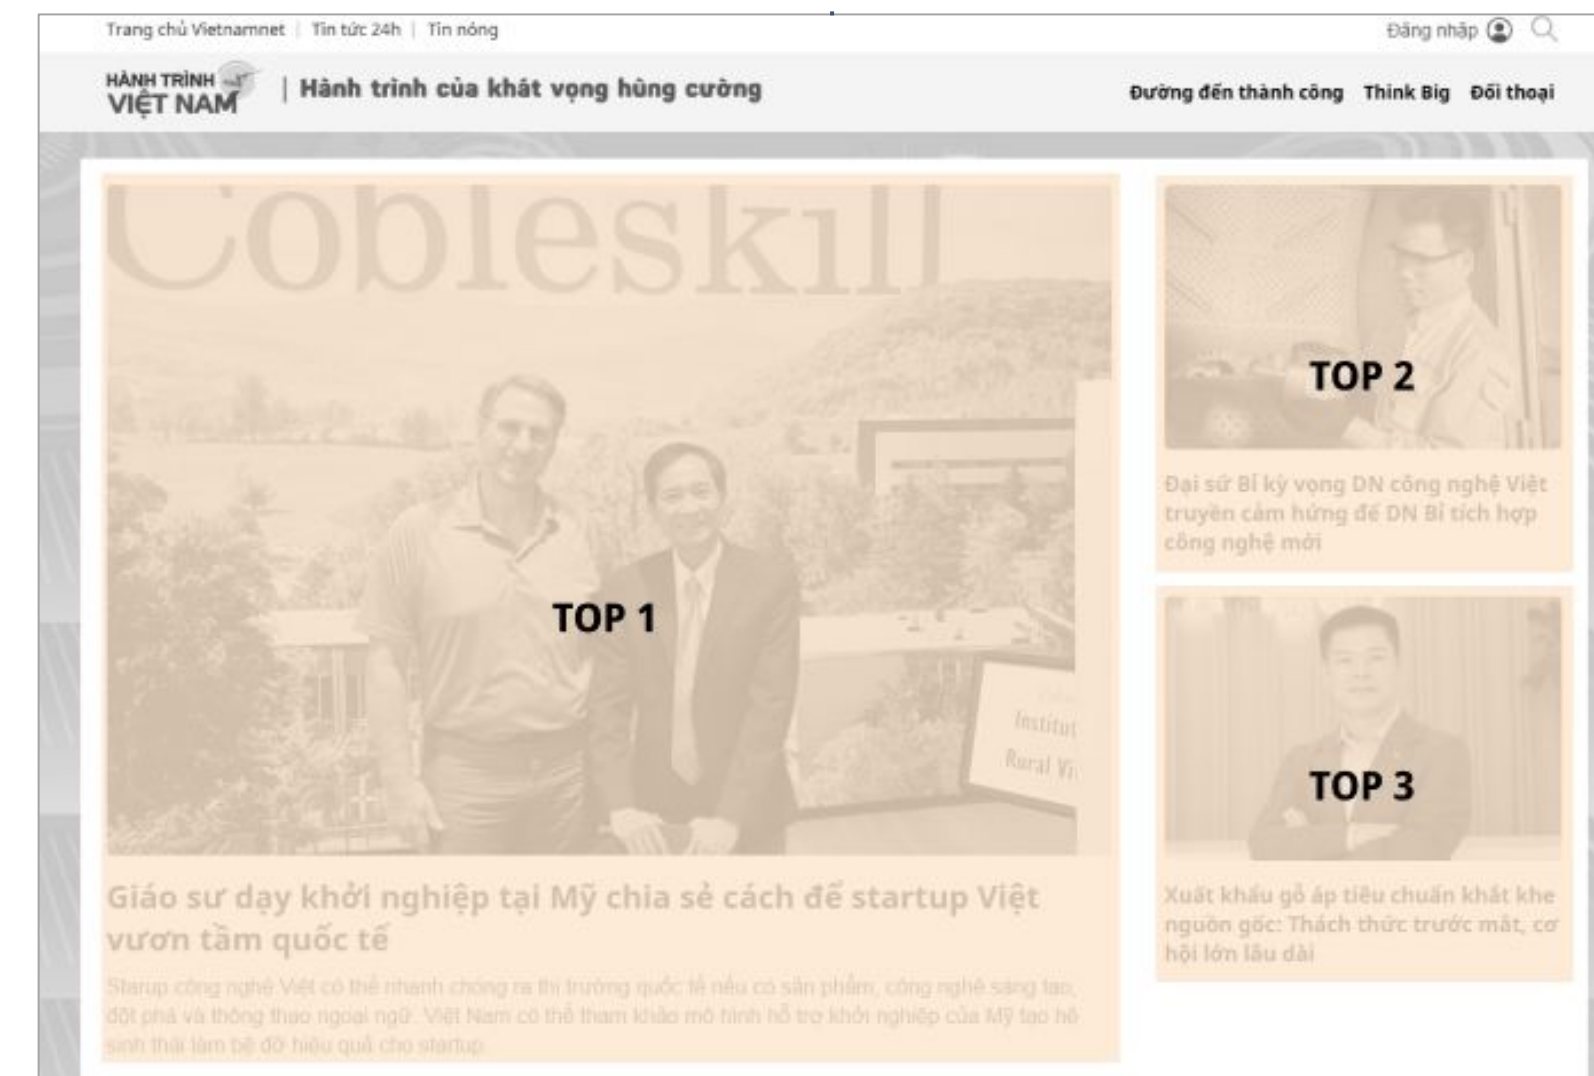 Trang chủ Vietnamnet | Tin tức 24h | Tin nóng
Đăng nhập
HÀNH TRÌNH
VIỆT NAM
| Hành trình của khát vọng hùng cường
Đường đến thành công Think Big Đối thoại
Cobleskill
TOP 1
Institut
Rural Vi
Giáo sư dạy khởi nghiệp tại Mỹ chia sẻ cách để startup Việt
vươn tầm quốc tế
Starup công nghệ Việt có thể nhanh chóng ra thị trường quốc tế nếu có sản phẩm, công nghệ sáng tạo,
đột phá và thông thạo ngoại ngữ. Việt Nam có thể tham khảo mô hình hỗ trợ khởi nghiệp của Mỹ tạo hệ
sinh thái làm bệ đỡ hiệu quả cho startup.
TOP 2
Đại sứ Bỉ kỳ vọng DN công nghệ Việt
truyền cảm hứng để DN Bỉ tích hợp
công nghệ mới
TOP 3
Xuất khẩu gỗ áp tiêu chuẩn khắt khe
nguồn gốc: Thách thức trước mắt, cơ
hội lớn lâu dài